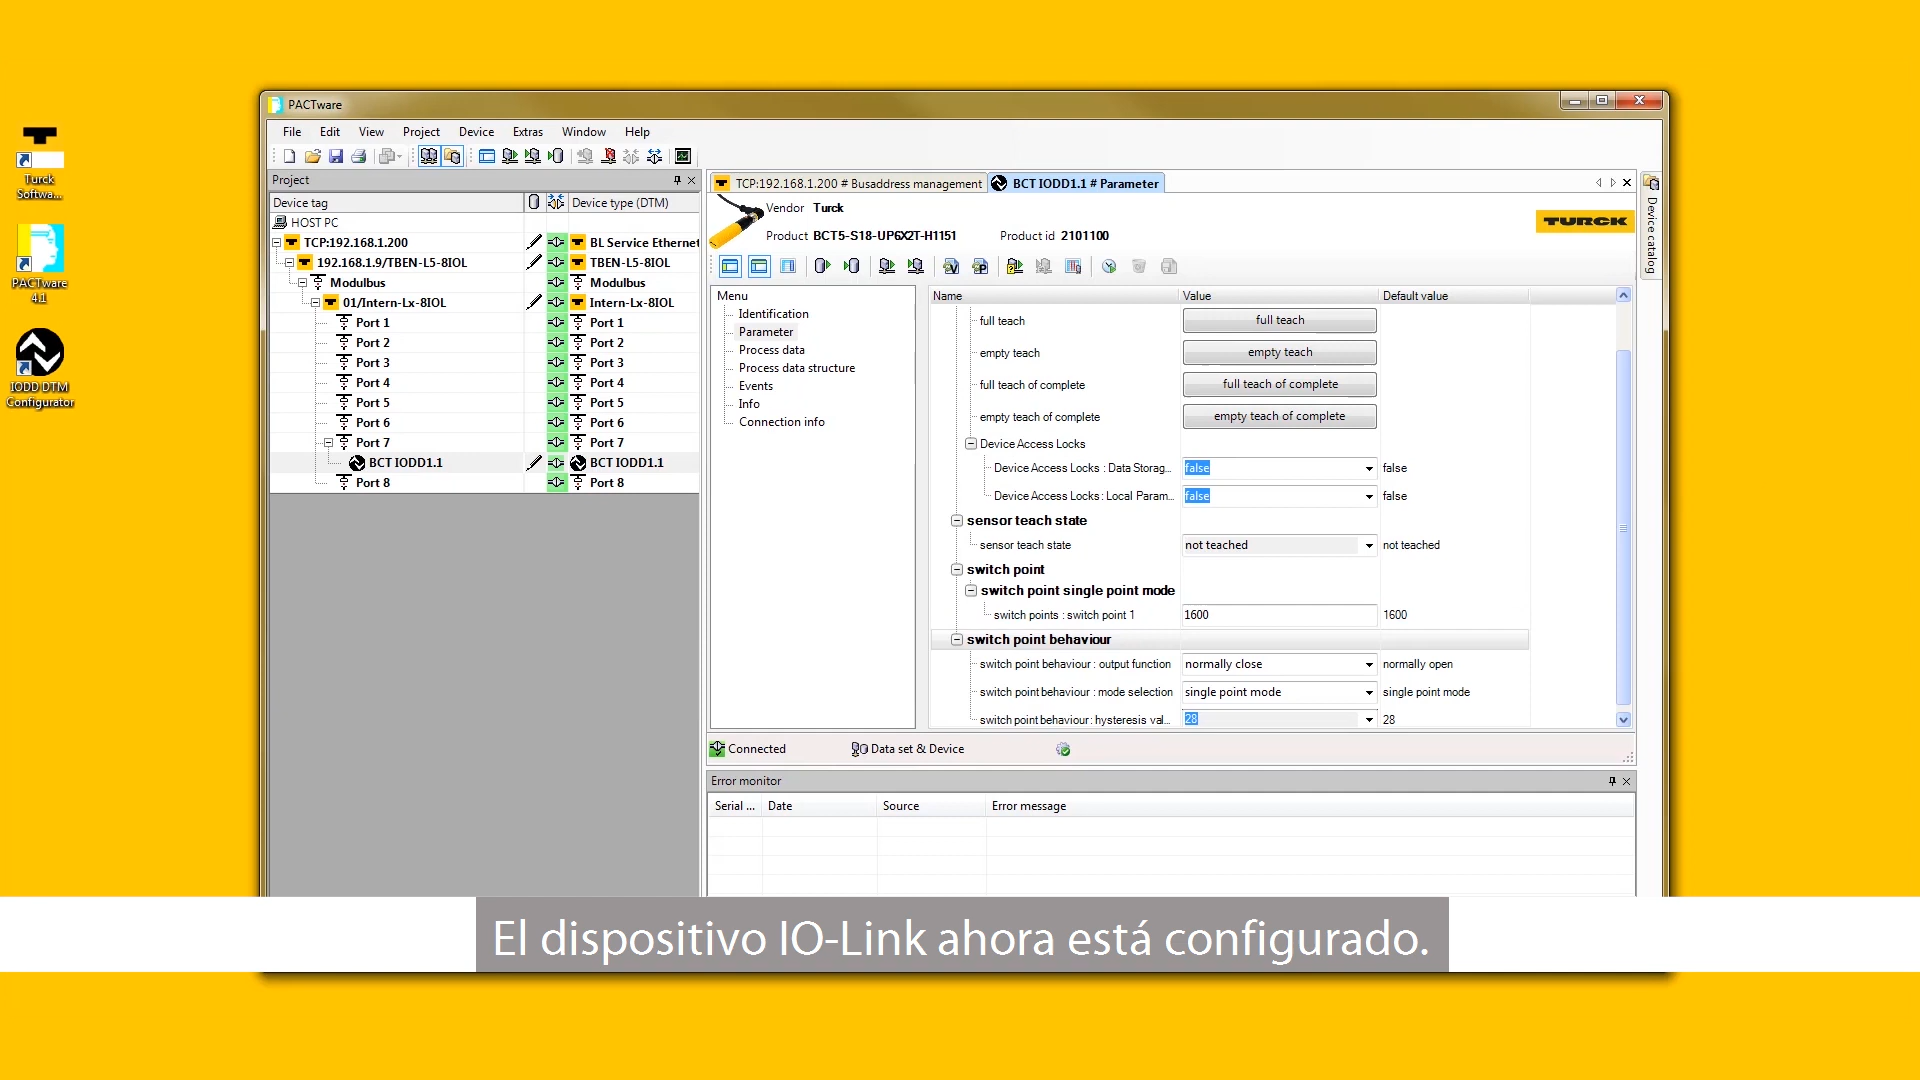 PACTware
File Edit View Project Device Extras Window Help
Project
Device tag Device type (DTM)
HOST PC
TCP:192.168.1.200 BL Service Ethernet
192.168.1.9/TBEN-L5-8IOL TBEN-L5-8IOL
Modulbus Modulbus
01/Intern-Lx-8IOL Intern-Lx-8IOL
Port 1 Port 1
Port 2 Port 2
Port 3 Port 3
Port 4 Port 4
Port 5 Port 5
Port 6 Port 6
Port 7 Port 7
BCT IODD1.1 BCT IODD1.1
Port 8 Port 8
Turck
Softwa...
PACTware
4.1
IODD DTM
Configurator
TCP:192.168.1.200 # Busaddress management BCT IODD1.1 # Parameter
Vendor Turck
Product BCT5-S18-UP6X2T-H1151 Product id 2101100
TURCK
Device catalog
Menu
Identification
Parameter
Process data
Process data structure
Events
Info
Connection info
Name Value Default value
full teach full teach
empty teach empty teach
full teach of complete full teach of complete
empty teach of complete empty teach of complete
Device Access Locks
Device Access Locks : Data Storag... false false
Device Access Locks : Local Param... false false
sensor teach state
sensor teach state not teached not teached
switch point
switch point single point mode
switch points : switch point 1 1600 1600
switch point behaviour
switch point behaviour : output function normally close normally open
switch point behaviour : mode selection single point mode single point mode
switch point behaviour : hysteresis val... 28 28
Connected Data set & Device
Error monitor
Serial ... Date Source Error message
El dispositivo IO-Link ahora está configurado.